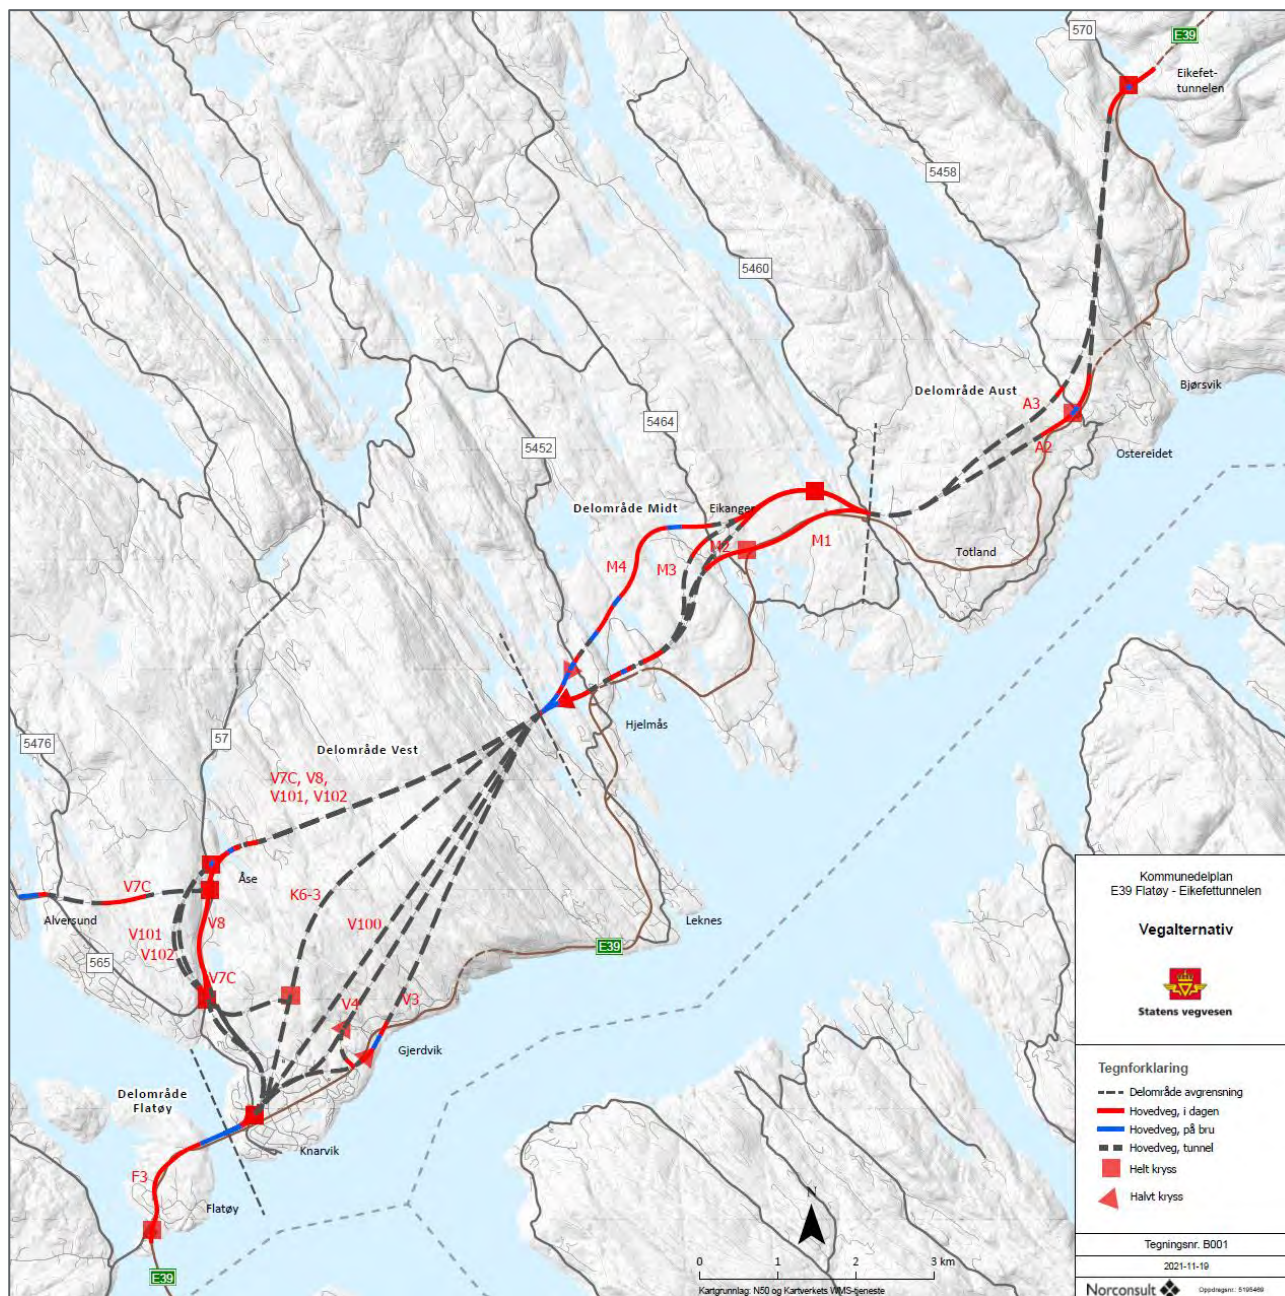 570
E39
Eikefet-
tunnelen
5458
5460
Bjørsvik
Delområde Aust
A3
5464
A2
Ostereidet
5452
Delområde Midt
Eikanger
M2
M1
M3
M4
Totland
Hjelmås
5476
57
Delområde Vest
V7C, V8,
V101, V102
Åse
V7C
K6-3
Alversund
V8
V100
Leknes
V101
V102
E39
565
V7C
V4
V3
Gjerdvik
Delområde
Flatøy
Knarvik
F3
Flatøy
E39
N
0 1 2 3 km
Kartgrunnlag: N50 og Kartverkets WMS-tjeneste
Kommunedelplan
E39 Flatøy - Eikefettunnelen
Vegalternativ
Statens vegvesen
Tegnforklaring
Delområde avgrensning
Hovedveg, i dagen
Hovedveg, på bru
Hovedveg, tunnel
Helt kryss
Halvt kryss
Tegningsnr. B001
2021-11-19
Norconsult
Oppdragsnr.: 5195469